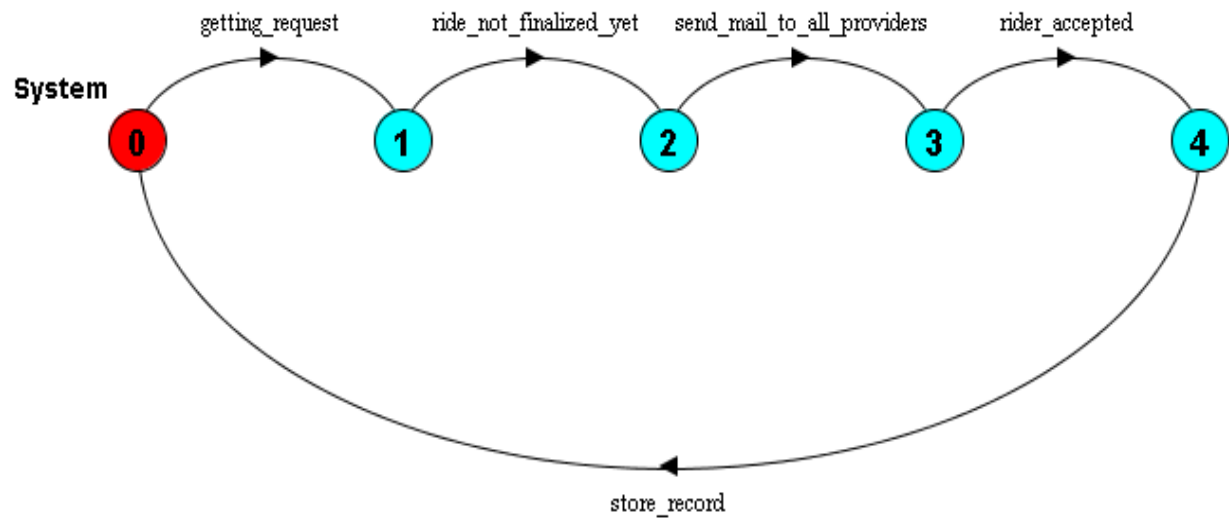 getting_request
ride_not_finalized_yet
send_mail_to_all_providers
rider_accepted
System
0
1
2
3
4
store_record